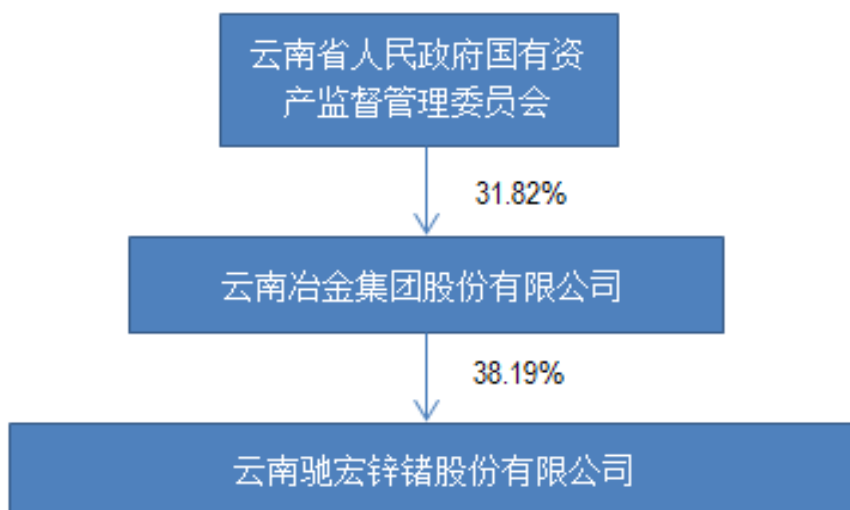 云南省人民政府国有资
产监督管理委员会
31.82%
云南冶金集团股份有限公司
38.19%
云南驰宏锌锗股份有限公司